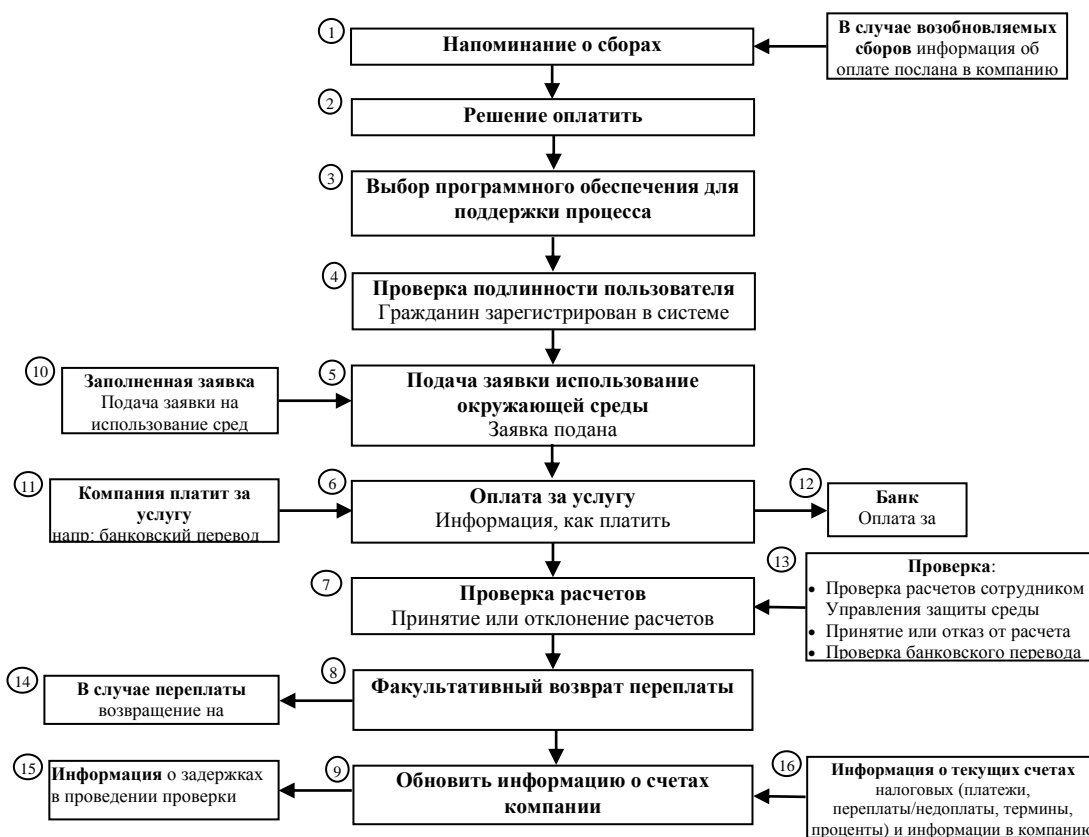 1
Напоминание о сборах
В случае возобновляемых
сборов информация об
оплате послана в компанию
2
Решение оплатить
3
Выбор программного обеспечения для
поддержки процесса
4
Проверка подлинности пользователя
Гражданин зарегистрирован в системе
10
Заполненная заявка
Подача заявки на
использование сред
5
Подача заявки использование
окружающей среды
Заявка подана
11
Компания платит за
услугу
напр: банковский перевод
6
Оплата за услугу
Информация, как платить
12
Банк
Оплата за
7
Проверка расчетов
Принятие или отклонение расчетов
13
Проверка:
• Проверка расчетов сотрудником
Управления защиты среды
• Принятие или отказ от расчета
• Проверка банковского перевода
14
В случае переплаты
возвращение на
8
Факультативный возврат переплаты
15
Информация о задержках
в проведении проверки
9
Обновить информацию о счетах
компании
16
Информация о текущих счетах
налоговых (платежи,
переплаты/недоплаты, термины,
проценты) и информации в компанию